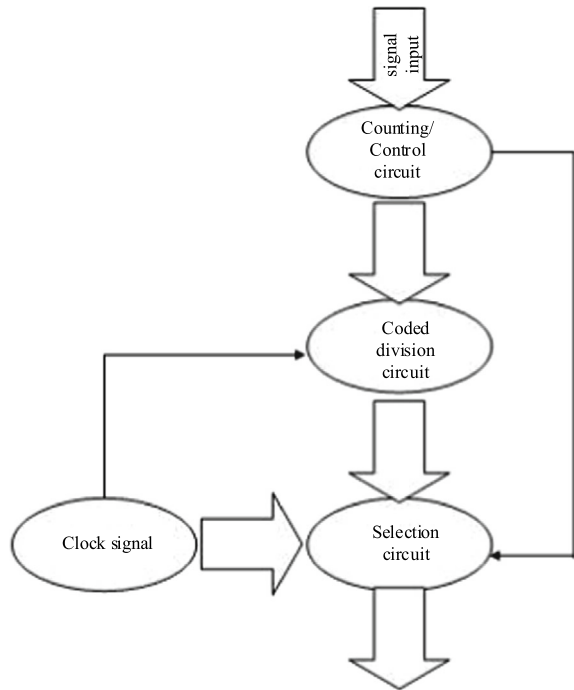 signal
input
Counting/
Control
circuit
Coded
division
circuit
Clock signal
Selection
circuit